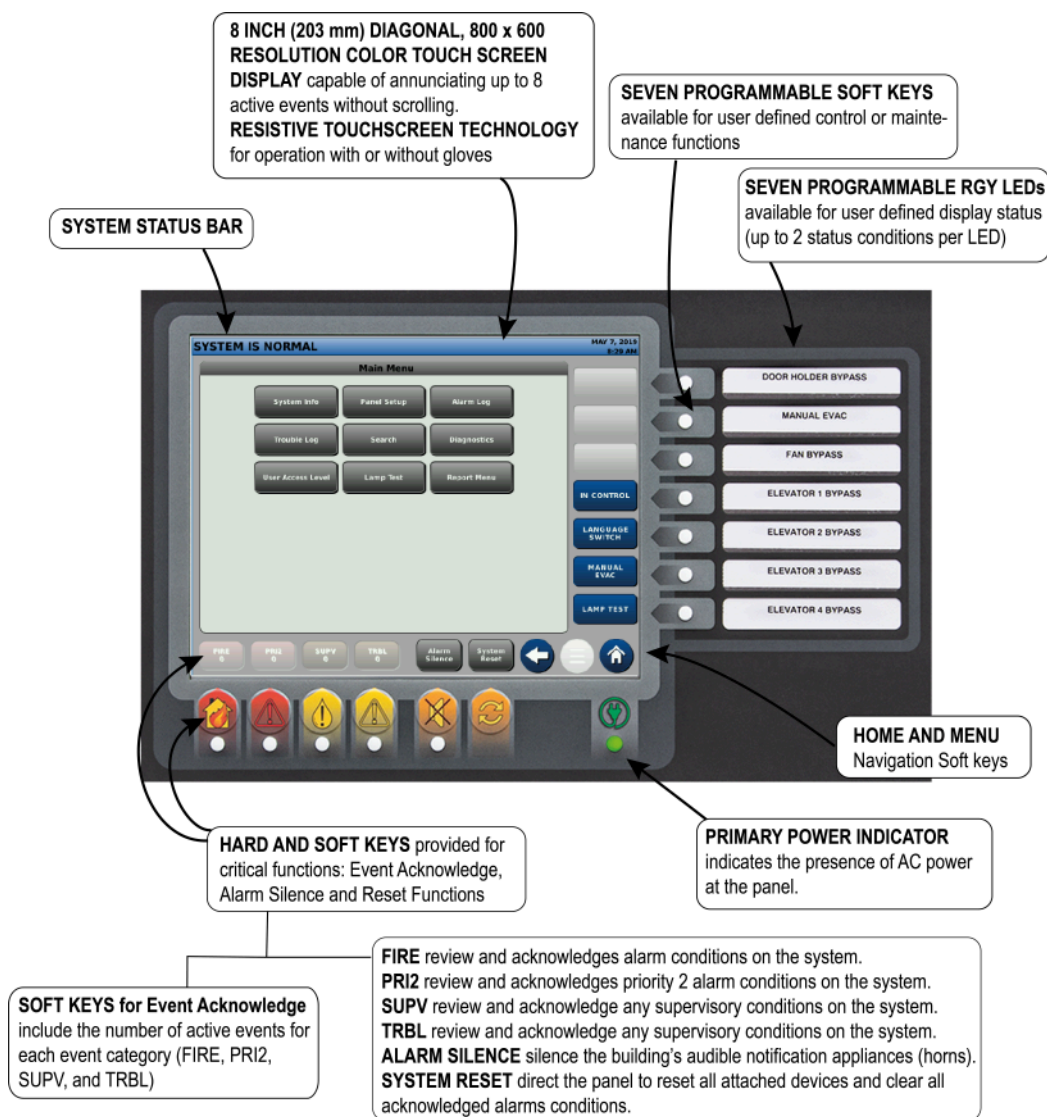 8 INCH (203 mm) DIAGONAL, 800 x 600
RESOLUTION COLOR TOUCH SCREEN
DISPLAY capable of annunciating up to 8
active events without scrolling.
RESISTIVE TOUCHSCREEN TECHNOLOGY
for operation with or without gloves
SEVEN PROGRAMMABLE SOFT KEYS
available for user defined control or mainte-
nance functions
SEVEN PROGRAMMABLE RGY LEDs
available for user defined display status
(up to 2 status conditions per LED)
SYSTEM STATUS BAR
SYSTEM IS NORMAL
MAY 7, 2019
8:29 AM
Main Menu
System Info
Panel Setup
Alarm Log
Trouble Log
Search
Diagnostics
User Access Level
Lamp Test
Report Menu
IN CONTROL
LANGUAGE
SWITCH
MANUAL
EVAC
LAMP TEST
DOOR HOLDER BYPASS
MANUAL EVAC
FAN BYPASS
ELEVATOR 1 BYPASS
ELEVATOR 2 BYPASS
ELEVATOR 3 BYPASS
ELEVATOR 4 BYPASS
FIRE
0
PRI2
0
SUPV
0
TRBL
0
Alarm
Silence
System
Reset
HOME AND MENU
Navigation Soft keys
HARD AND SOFT KEYS provided for
critical functions: Event Acknowledge,
Alarm Silence and Reset Functions
PRIMARY POWER INDICATOR
indicates the presence of AC power
at the panel.
SOFT KEYS for Event Acknowledge
include the number of active events for
each event category (FIRE, PRI2,
SUPV, and TRBL)
FIRE review and acknowledges alarm conditions on the system.
PRI2 review and acknowledges priority 2 alarm conditions on the system.
SUPV review and acknowledge any supervisory conditions on the system.
TRBL review and acknowledge any supervisory conditions on the system.
ALARM SILENCE silence the building's audible notification appliances (horns).
SYSTEM RESET direct the panel to reset all attached devices and clear all
acknowledged alarms conditions.